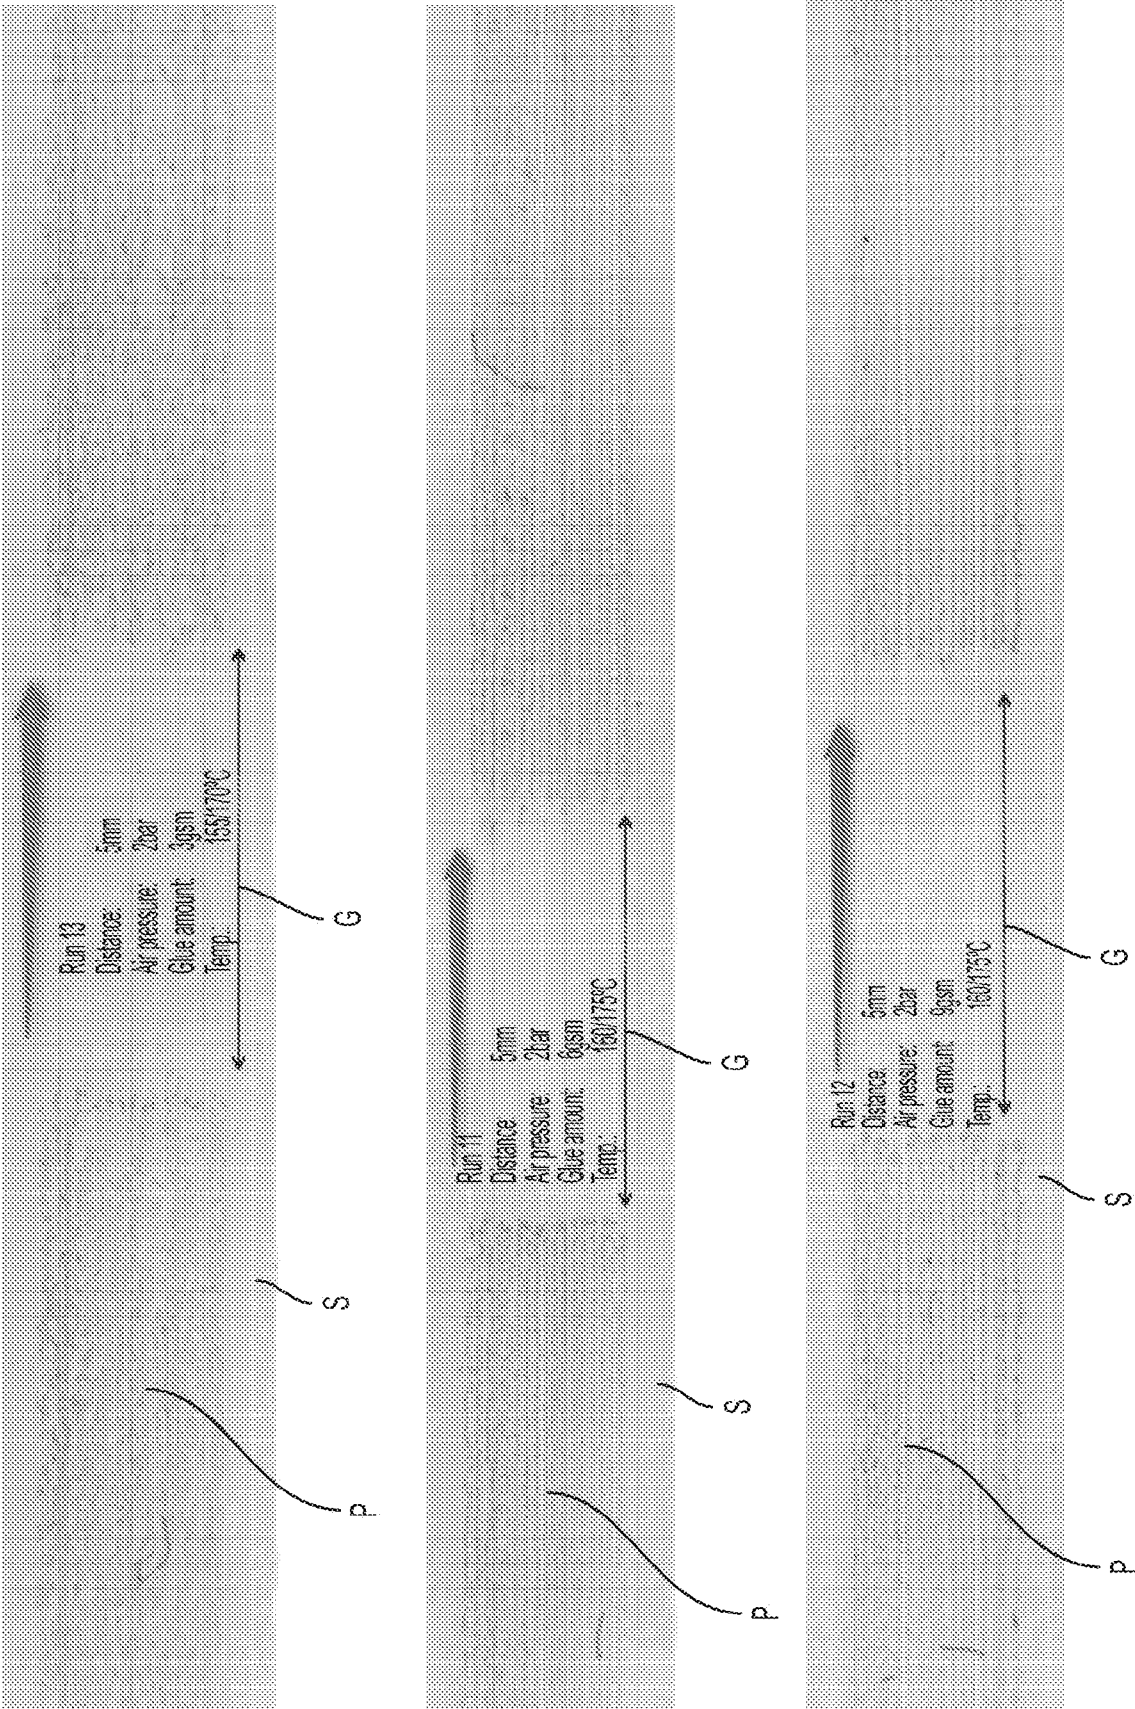 Run 13
Distance: 5mm
Air pressure: 2bar
Glue amount: 3gsm
Temp. 155/170°C
G
S
P
Run 11
Distance: 5mm
Air pressure: 2bar
Glue amount: 6gsm
Temp.: 160/175°C
G
S
P
Run 12
Distance: 5mm
Air pressure: 2bar
Glue amount: 9gsm
Temp.: 160/175°C
G
S
P